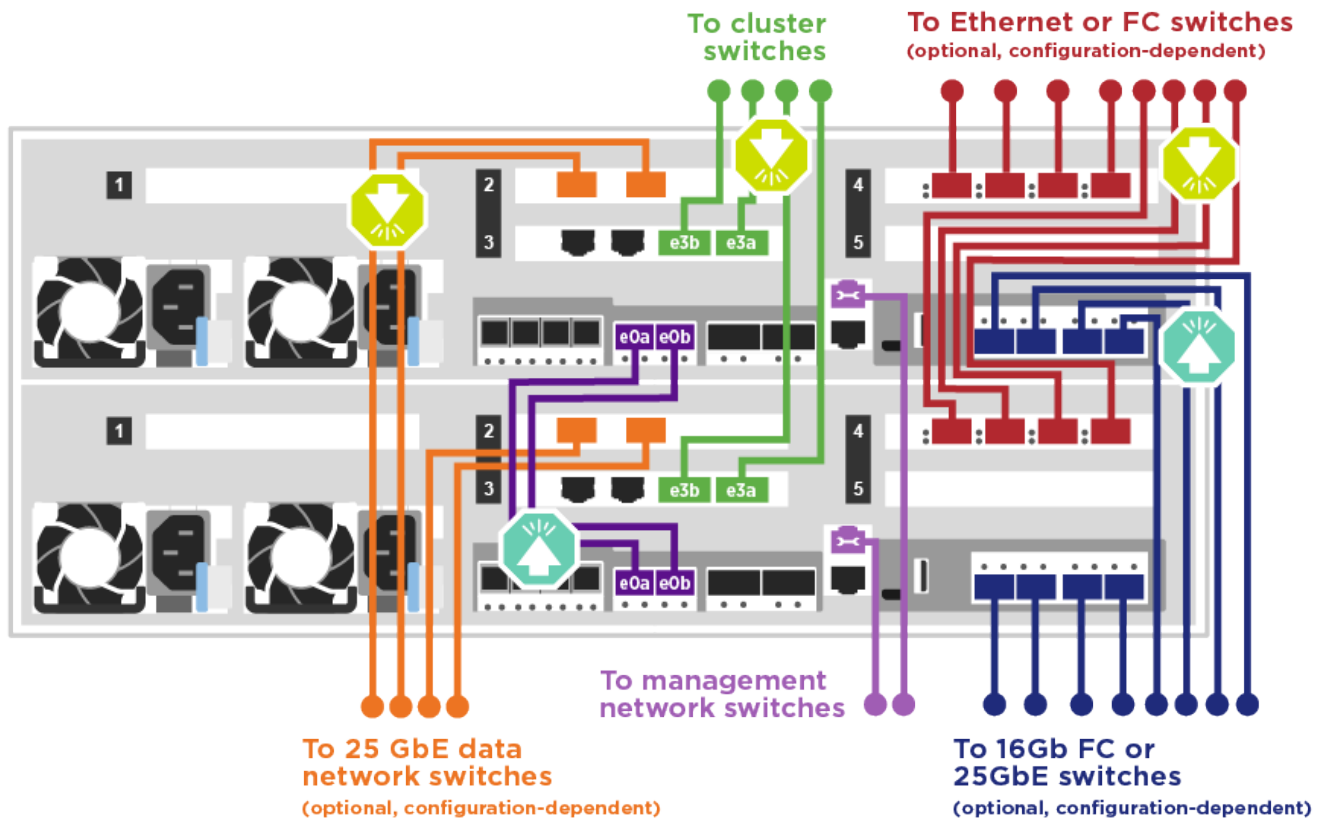 To cluster
switches
To Ethernet or FC switches
(optional, configuration-dependent)
1
2
4
3
e3b e3a
5
e0a e0b
1
2
4
3
e3b e3a
5
e0a e0b
To management
network switches
To 25 GbE data
network switches
(optional, configuration-dependent)
To 16Gb FC or
25GbE switches
(optional, configuration-dependent)